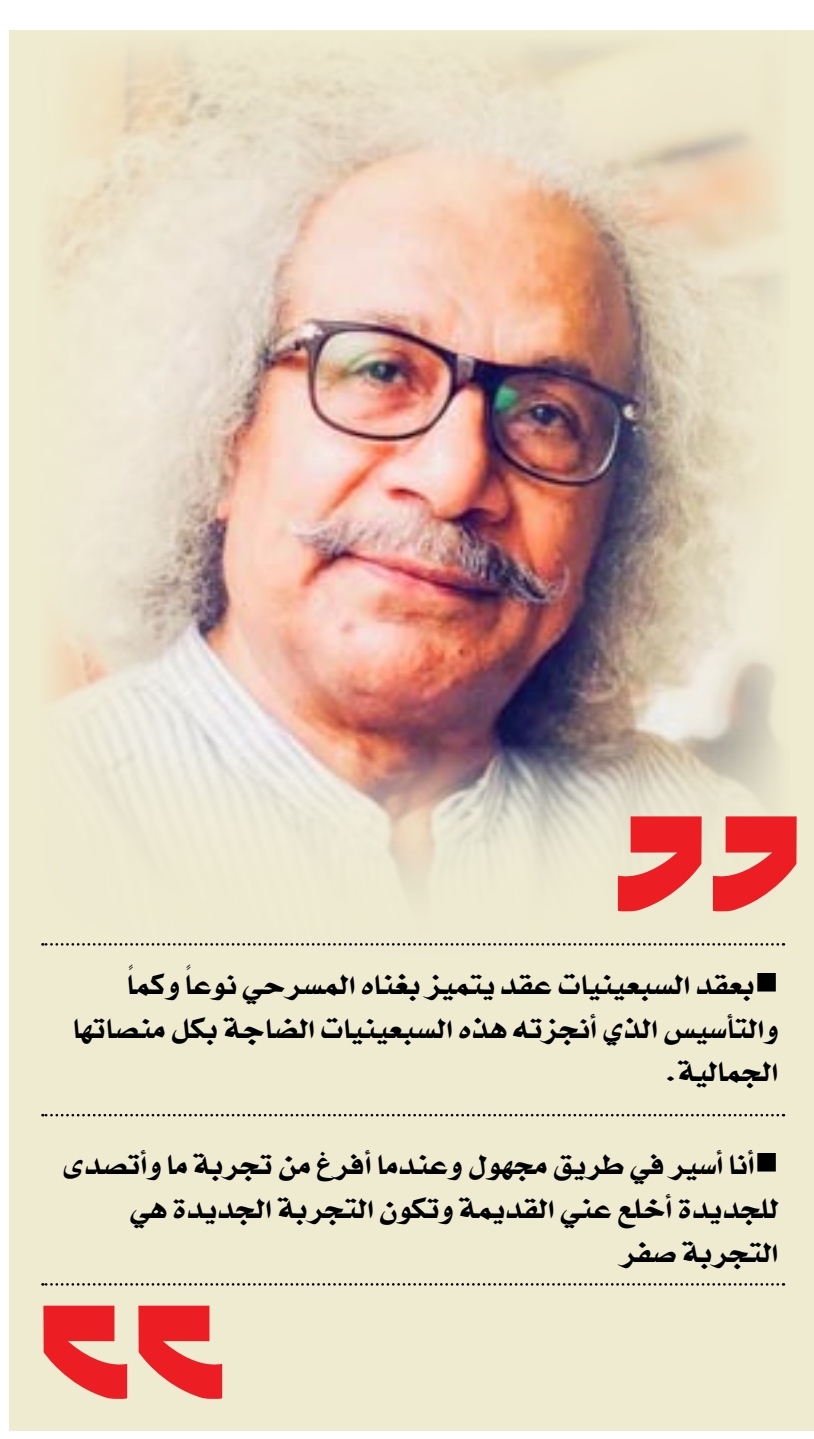 ■بعقد السبعينيات عقد يتميز بغناه المسرحي نوعاً وكماً
والتأسيس الذي أنجزته هذه السبعينيات الضاجة بكل منصاتها
الجمالية.
■أنا أسير في طريق مجهول وعندما أفرغ من تجربة ما وأتصدى
للجديدة أخلع عني القديمة وتكون التجربة الجديدة هي
التجربة صفر